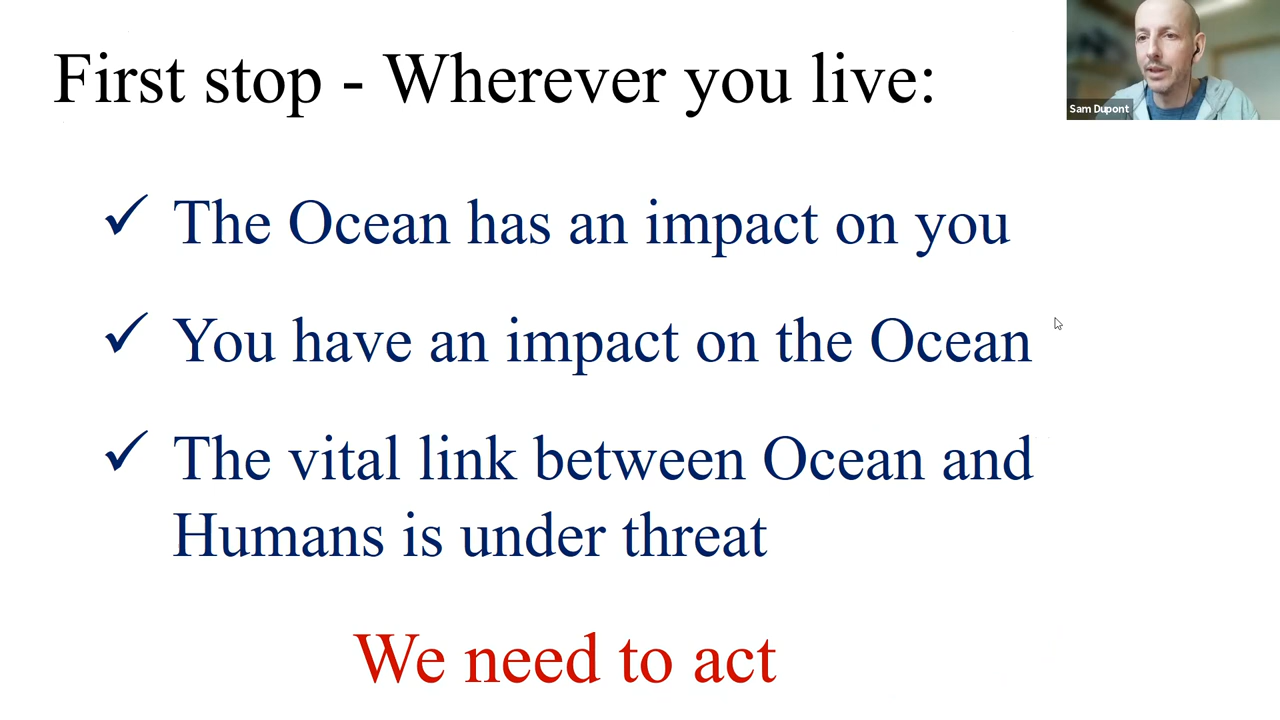 First stop - Wherever you live:
Sam Dupont
✓ The Ocean has an impact on you
✓ You have an impact on the Ocean
✓ The vital link between Ocean and
Humans is under threat
We need to act